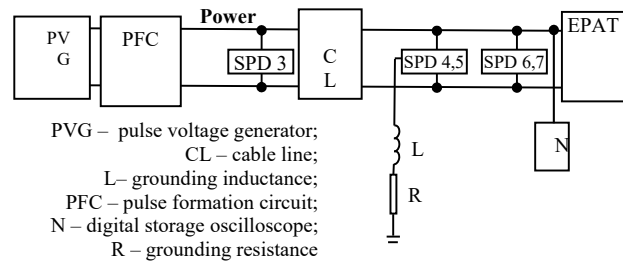 Power
EPAT
PV
G
PFC
SPD 3
C
L
SPD 4,5
SPD 6,7
N
L
R
PVG – pulse voltage generator;
CL – cable line;
L– grounding inductance;
PFC – pulse formation circuit;
N – digital storage oscilloscope;
R – grounding resistance